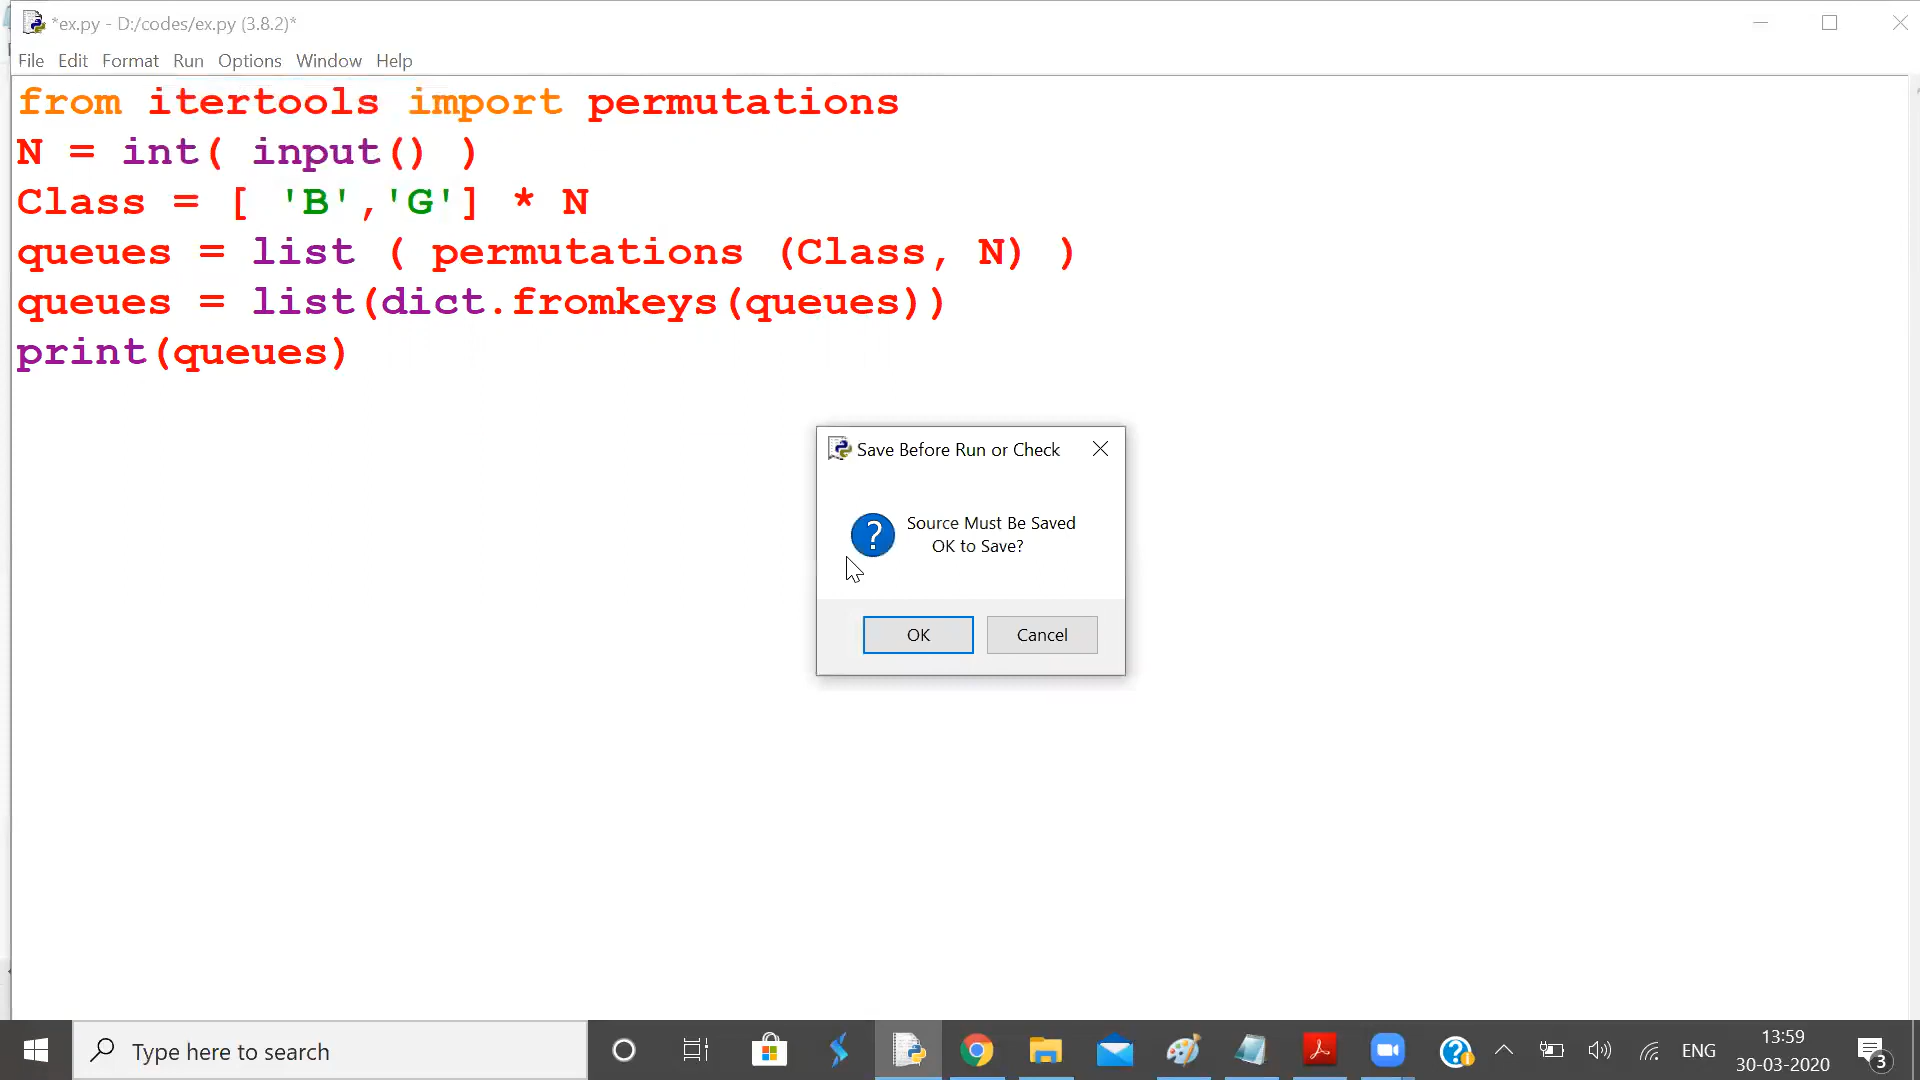 *ex.py - D:/codes/ex.py (3.8.2)*
File Edit Format Run Options Window Help
from itertools import permutations
N = int( input() )
Class = [ 'B','G'] * N
queues = list ( permutations (Class, N) )
queues = list(dict.fromkeys(queues))
print(queues)
Save Before Run or Check
?
Source Must Be Saved
OK to Save?
OK Cancel
Type here to search
ENG
13:59
30-03-2020
3